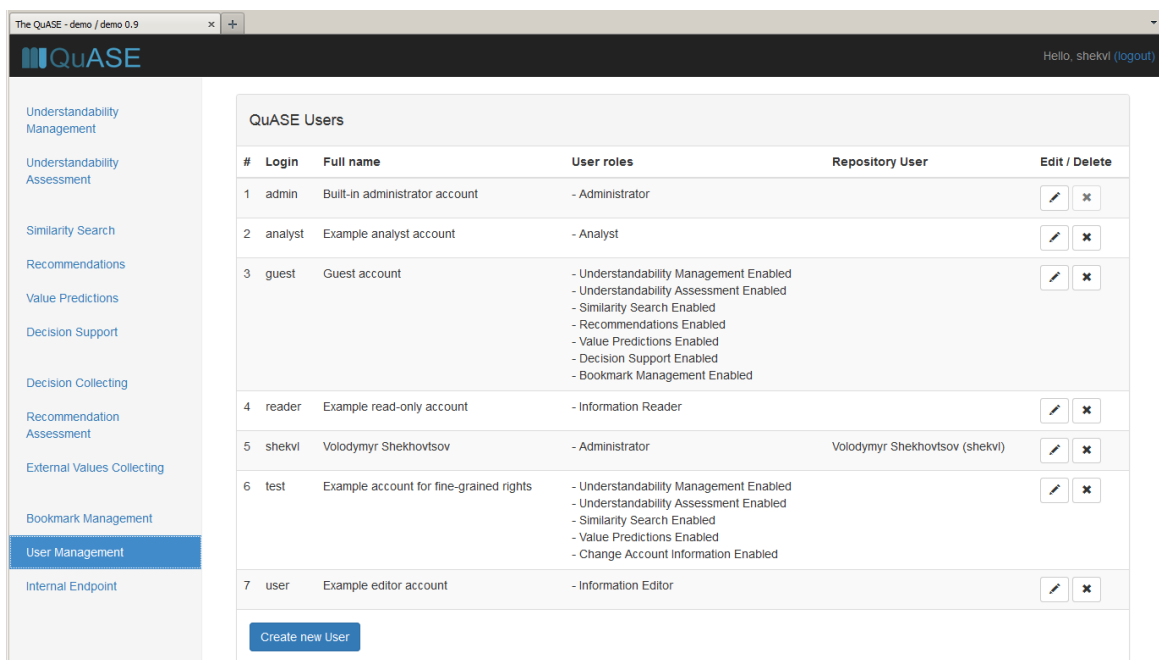 The QuASE - demo / demo 0.9
QuASE
Hello, shekvl (logout)
Understandability
Management
Understandability
Assessment
Similarity Search
Recommendations
Value Predictions
Decision Support
Decision Collecting
Recommendation
Assessment
External Values Collecting
Bookmark Management
User Management
Internal Endpoint
QuASE Users
# Login Full name User roles Repository User Edit / Delete
1 admin Built-in administrator account - Administrator
2 analyst Example analyst account - Analyst
3 guest Guest account - Understandability Management Enabled
- Understandability Assessment Enabled
- Similarity Search Enabled
- Recommendations Enabled
- Value Predictions Enabled
- Decision Support Enabled
- Bookmark Management Enabled
4 reader Example read-only account - Information Reader
5 shekvl Volodymyr Shekhovtsov - Administrator Volodymyr Shekhovtsov (shekvl)
6 test Example account for fine-grained rights - Understandability Management Enabled
- Understandability Assessment Enabled
- Similarity Search Enabled
- Value Predictions Enabled
- Change Account Information Enabled
7 user Example editor account - Information Editor
Create new User